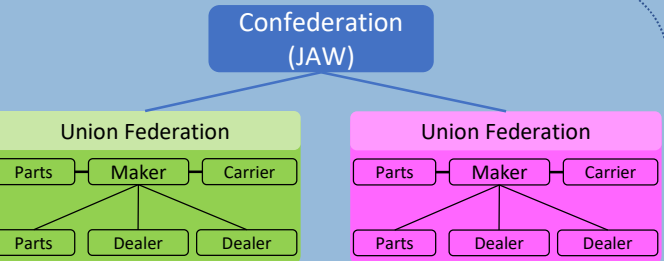 Confederation
(JAW)
Union Federation
Union Federation
Parts Maker Carrier
Parts Maker Carrier
Parts Dealer Dealer
Parts Dealer Dealer